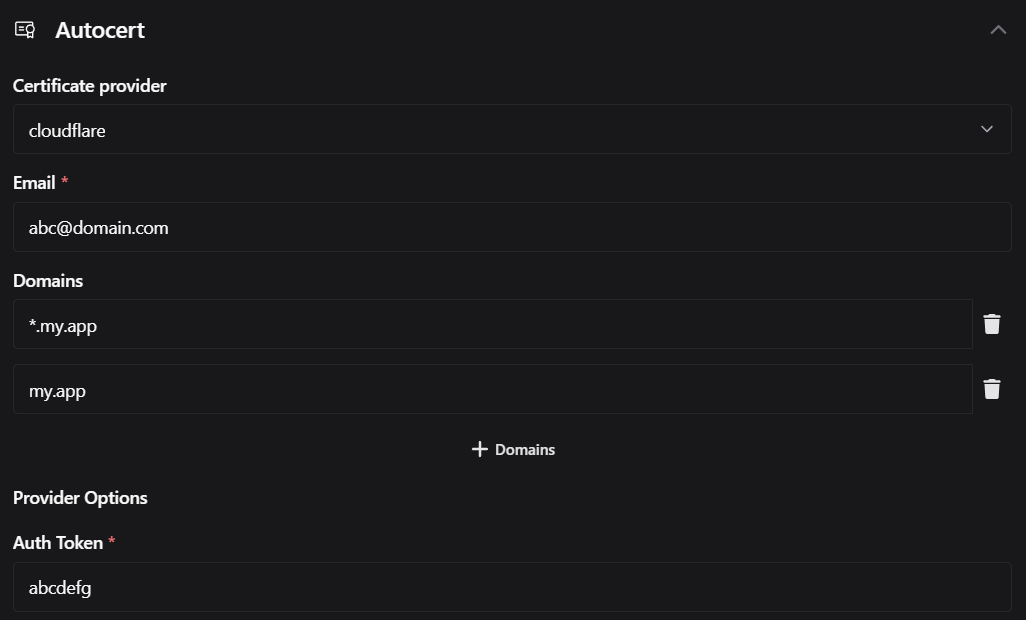 Autocert
Certificate provider
cloudflare
Email *
abc@domain.com
Domains
*.my.app
my.app
Domains
Provider Options
Auth Token *
abcdefg